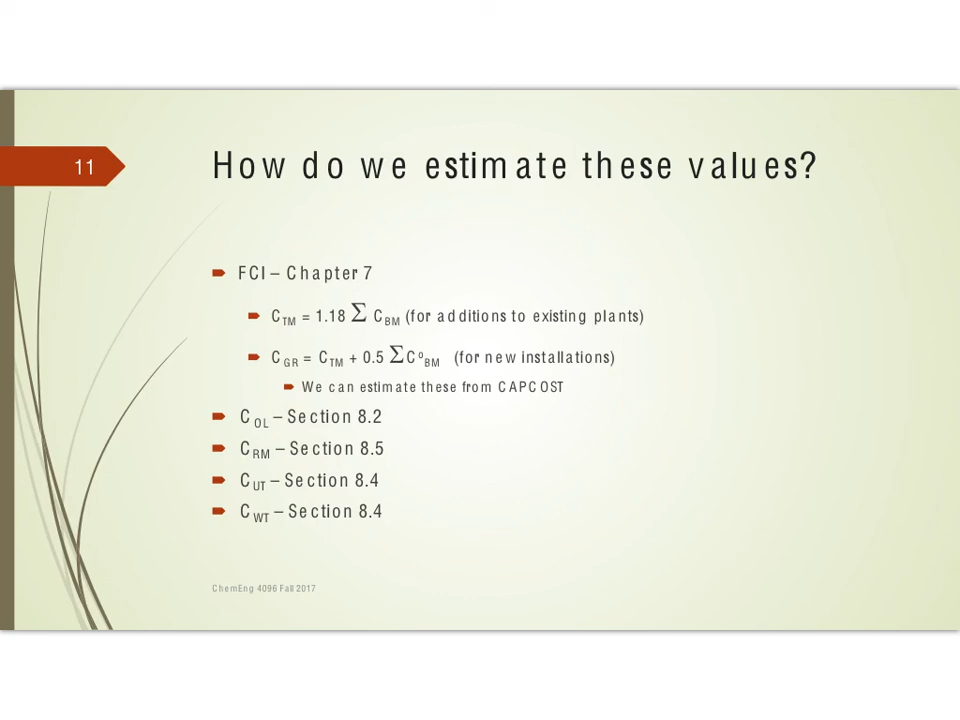 11
How do we estimate these values?
FCI – Chapter 7
C_TM = 1.18 Σ C_BM (for additions to existing plants)
C_GR = C_TM + 0.5 ΣC°_BM (for new installations)
We can estimate these from CAPCOST
C_OL – Section 8.2
C_RM – Section 8.5
C_UT – Section 8.4
C_WT – Section 8.4
ChemEng 4096 Fall 2017